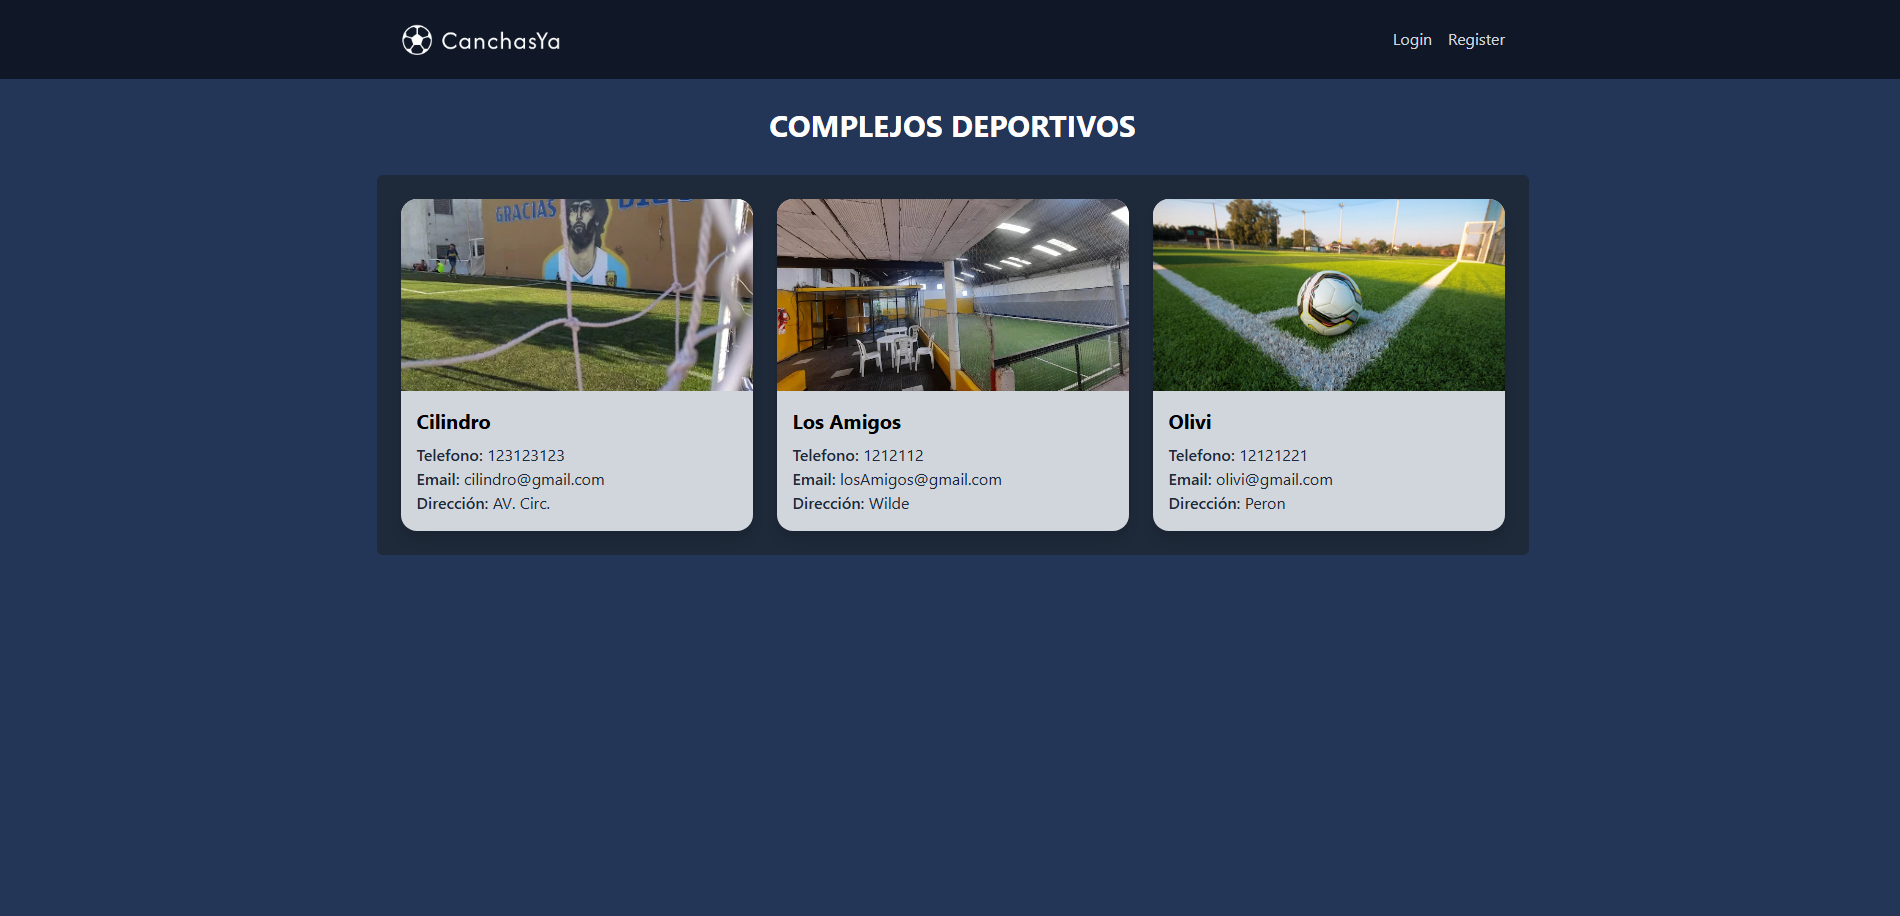 CanchasYa
Login Register
COMPLEJOS DEPORTIVOS
GRACIAS
Cilindro
Telefono: 123123123
Email: cilindro@gmail.com
Dirección: AV. Circ.
Los Amigos
Telefono: 1212112
Email: losAmigos@gmail.com
Dirección: Wilde
Olivi
Telefono: 12121221
Email: olivi@gmail.com
Dirección: Peron